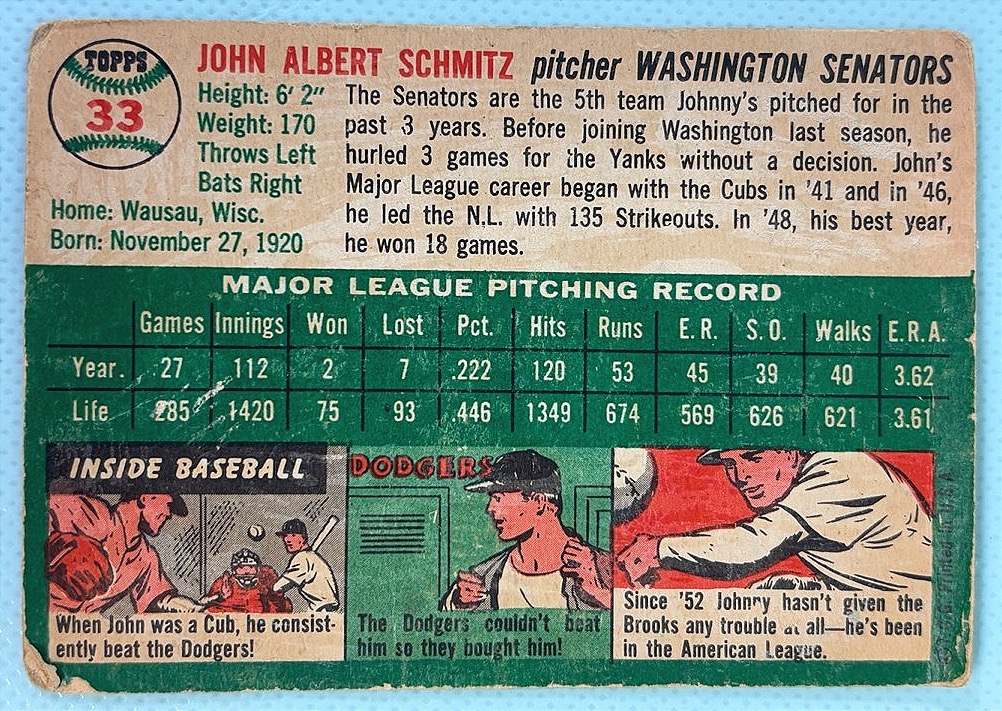 TOPPS
33
JOHN ALBERT SCHMITZ pitcher WASHINGTON SENATORS
Height: 6' 2"
Weight: 170
Throws Left
Bats Right
Home: Wausau, Wisc.
Born: November 27, 1920
The Senators are the 5th team Johnny's pitched for in the
past 3 years. Before joining Washington last season, he
hurled 3 games for the Yanks without a decision. John's
Major League career began with the Cubs in '41 and in '46,
he led the N.L. with 135 Strikeouts. In '48, his best year,
he won 18 games.
MAJOR LEAGUE PITCHING RECORD
Games Innings Won Lost Pct. Hits Runs E. R. S. O. Walks E.R.A.
Year. 27 112 2 7 .222 120 53 45 39 40 3.62
Life 285 1420 75 93 .446 1349 674 569 626 621 3.61
INSIDE BASEBALL
When John was a Cub, he consist-
ently beat the Dodgers!
DODGERS
The Dodgers couldn't beat
him so they bought him!
Since '52 Johnny hasn't given the
Brooks any trouble at all—he's been
in the American League.
Printed in U.S.A.